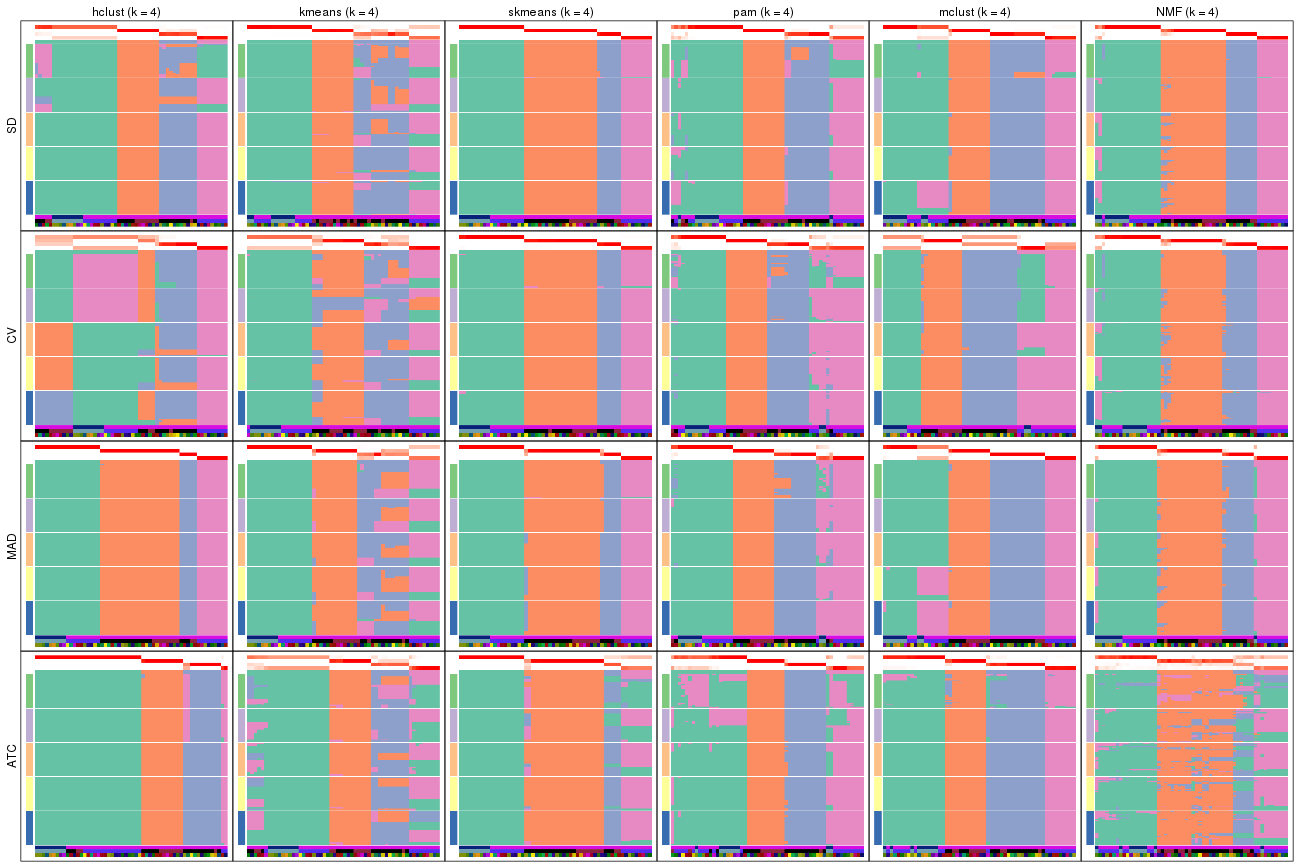 hclust (k = 4) kmeans (k = 4) skmeans (k = 4) pam (k = 4) mclust (k = 4) NMF (k = 4)
SD
CV
MAD
ATC